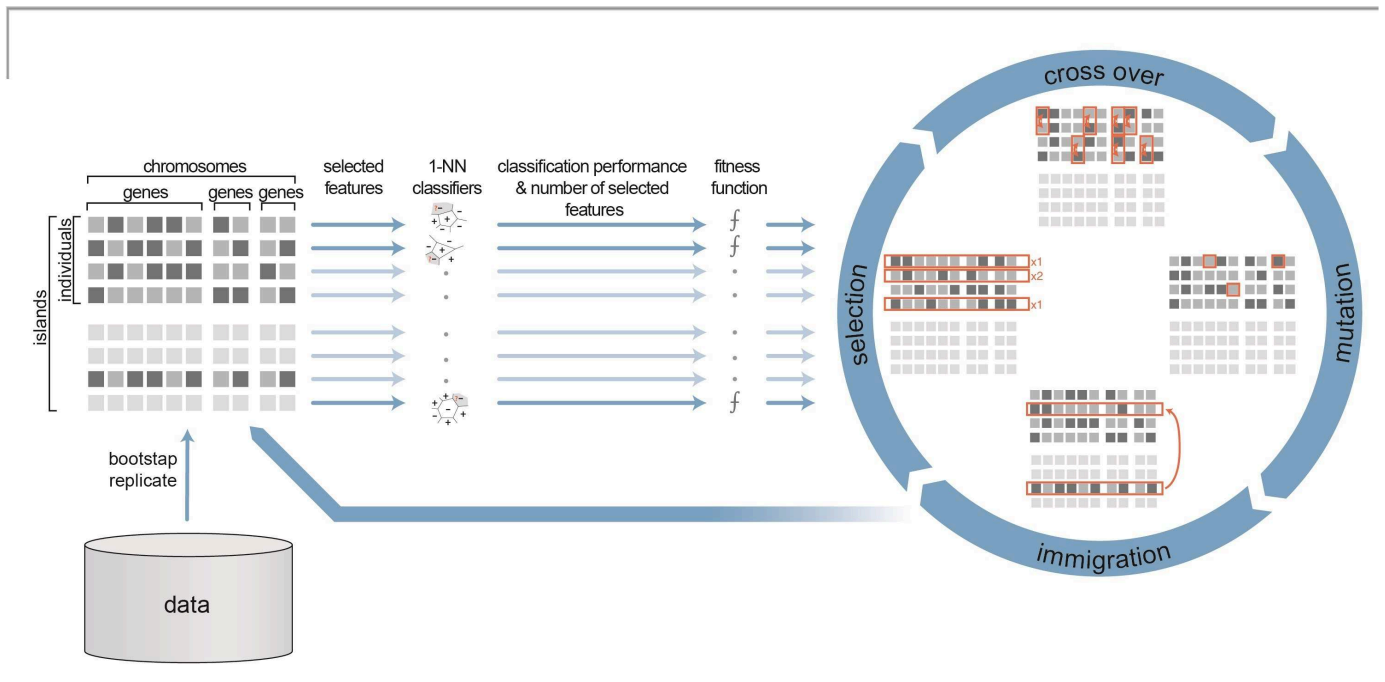 chromosomes
genes
genes
genes
islands
individuals
selected
features
1-NN
classifiers
classification performance
& number of selected
features
fitness
function
f
f
f
bootstap
replicate
data
cross over
mutation
immigration
selection
x1
x2
x1